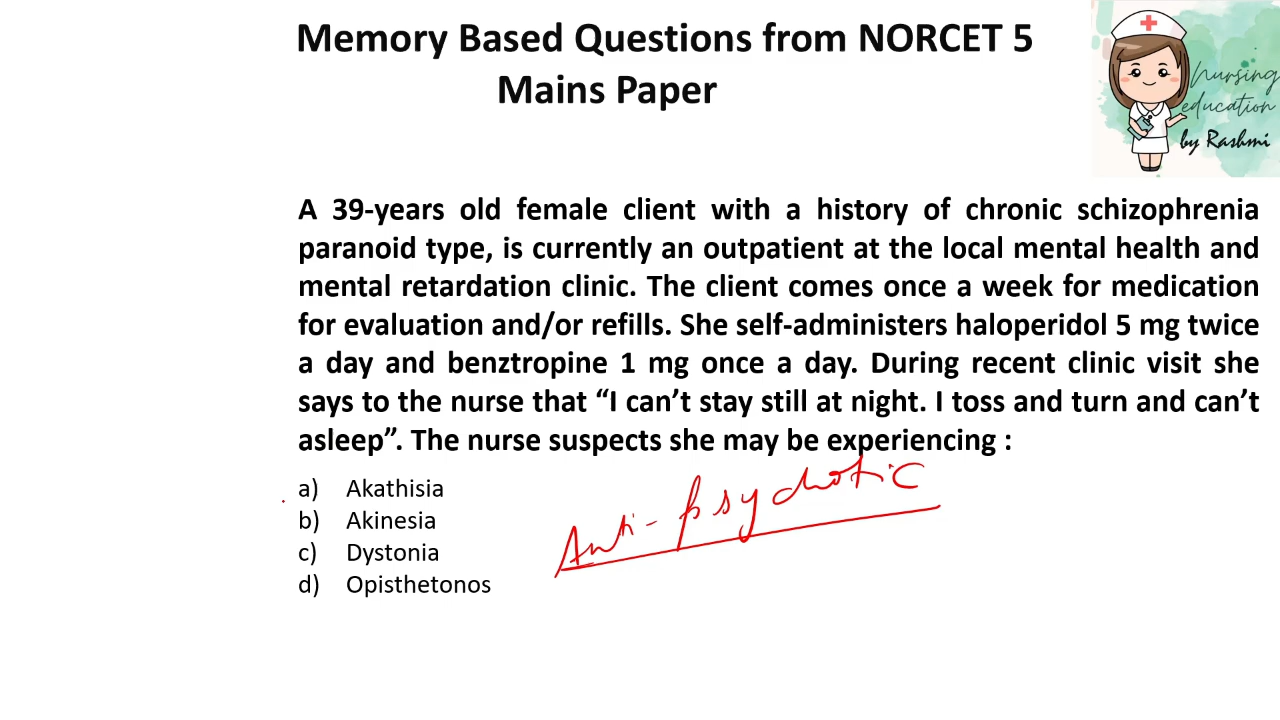 Memory Based Questions from NORCET 5
Mains Paper
nursing
education
by Rashmi
A 39-years old female client with a history of chronic schizophrenia
paranoid type, is currently an outpatient at the local mental health and
mental retardation clinic. The client comes once a week for medication
for evaluation and/or refills. She self-administers haloperidol 5 mg twice
a day and benztropine 1 mg once a day. During recent clinic visit she
says to the nurse that “I can’t stay still at night. I toss and turn and can’t
asleep”. The nurse suspects she may be experiencing :
a) Akathisia
b) Akinesia
c) Dystonia
d) Opisthetonos
Anti-psychotic